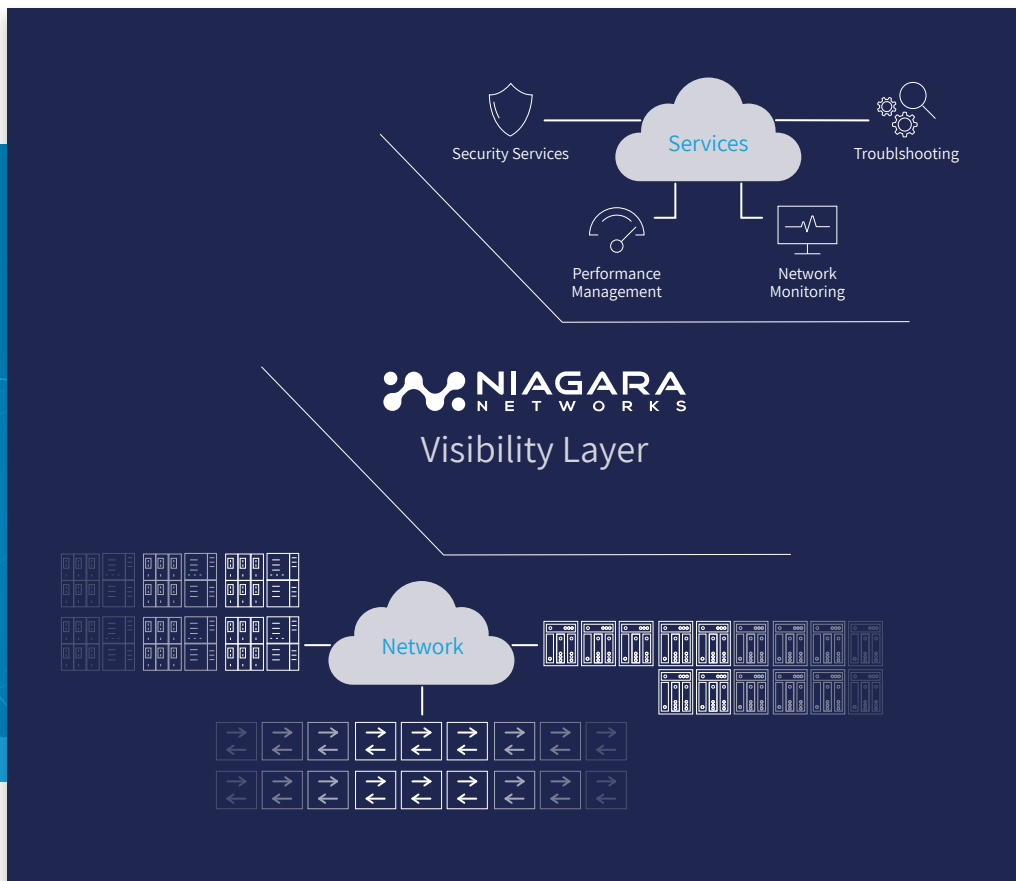 Services
Security Services
Troublshooting
Performance
Management
Network
Monitoring
NIAGARA
NETWORKS
Visibility Layer
Network